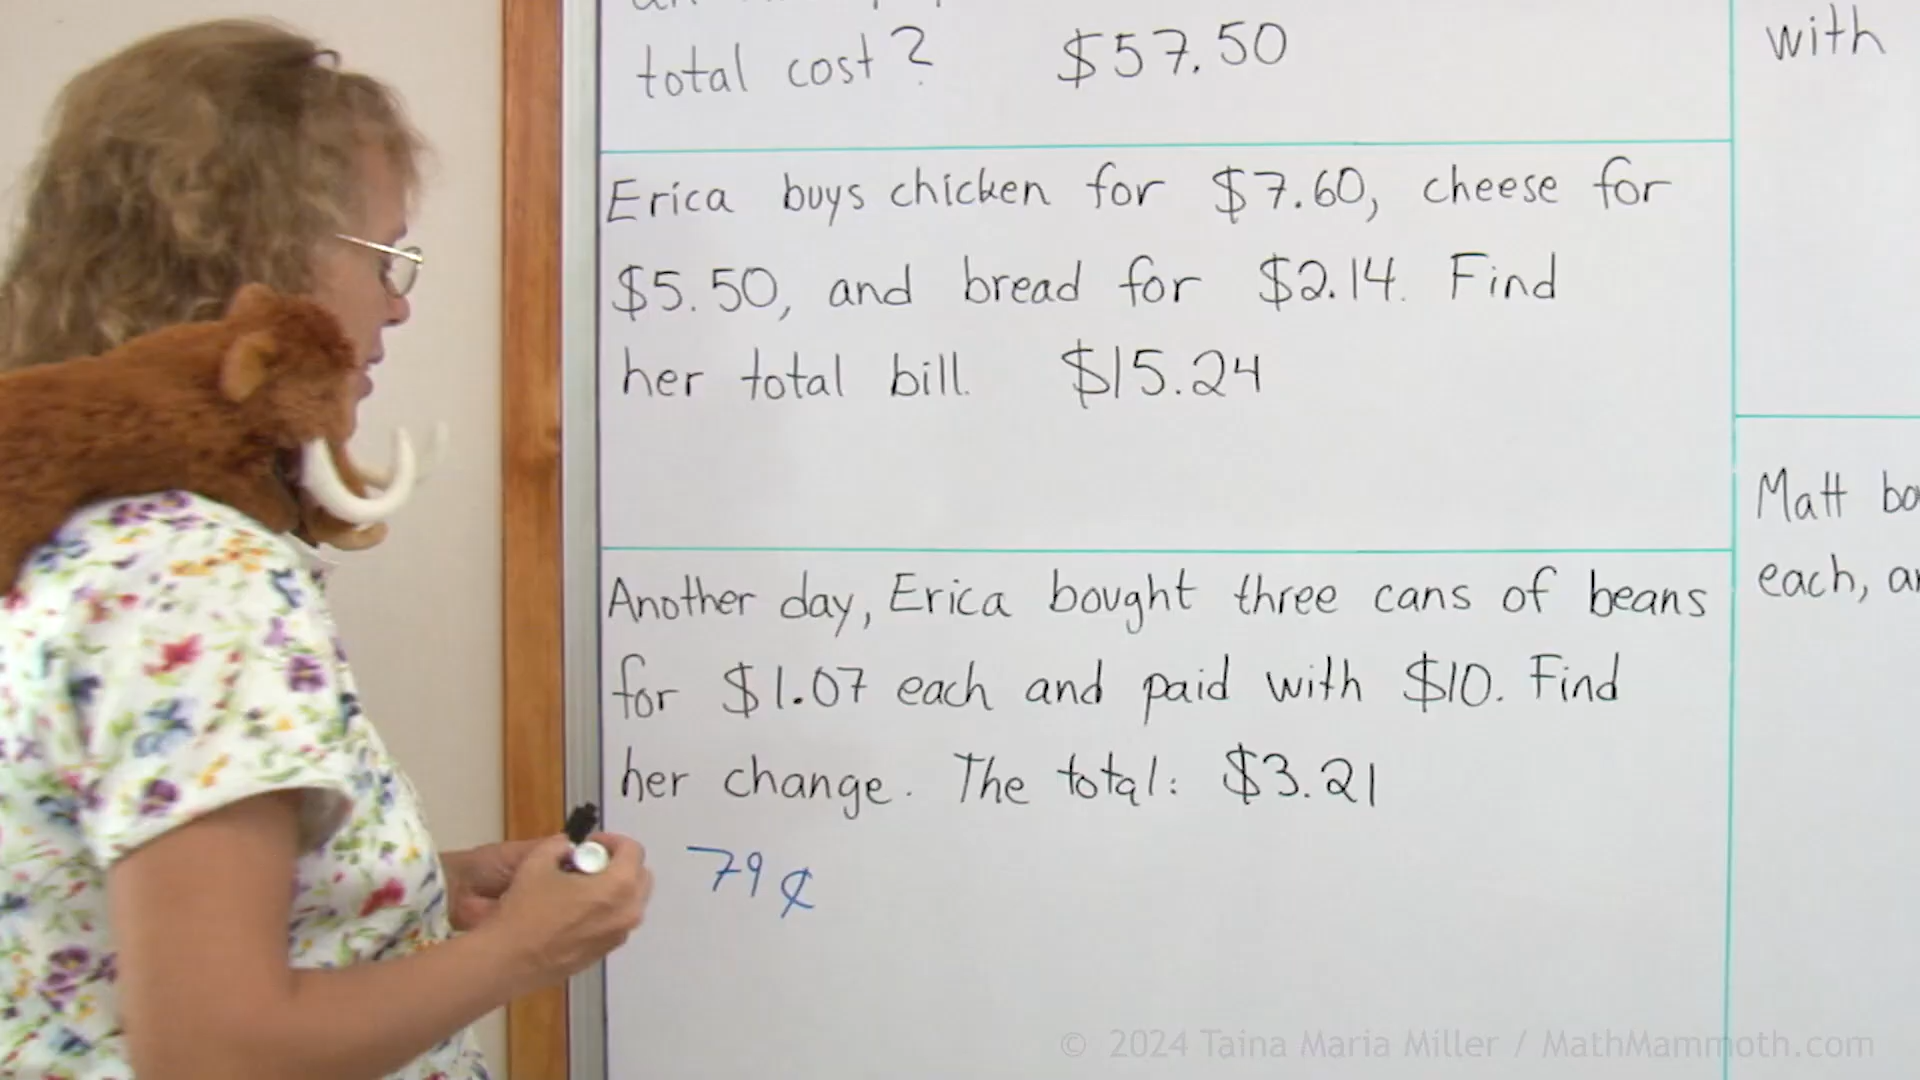 total cost? $57.50
Erica buys chicken for $7.60, cheese for
$5.50, and bread for $2.14. Find
her total bill. $15.24
Another day, Erica bought three cans of beans
for $1.07 each and paid with $10. Find
her change. The total: $3.21
79¢
with
Matt bo
each, an
© 2024 Taina Maria Miller / MathMammoth.com